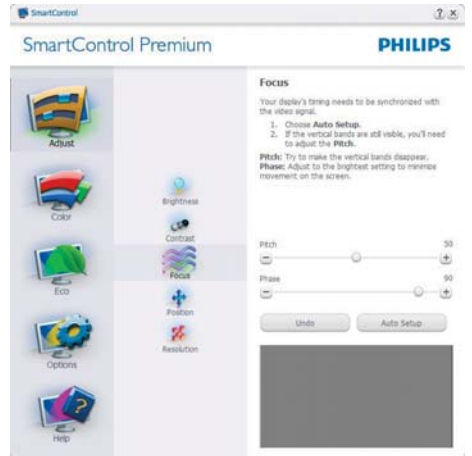 SmartControl
? ×
SmartControl Premium
PHILIPS
Adjust
Color
Eco
Options
Help
Brightness
Contrast
Focus
Position
Resolution
Focus
Your display's timing needs to be synchronized with
the video signal.
1. Choose Auto Setup.
2. If the vertical bands are still visible, you'll need
to adjust the Pitch.
Pitch: Try to make the vertical bands disappear.
Phase: Adjust to the brightest setting to minimize
movement on the screen.
Pitch 50
Phase 90
Undo Auto Setup